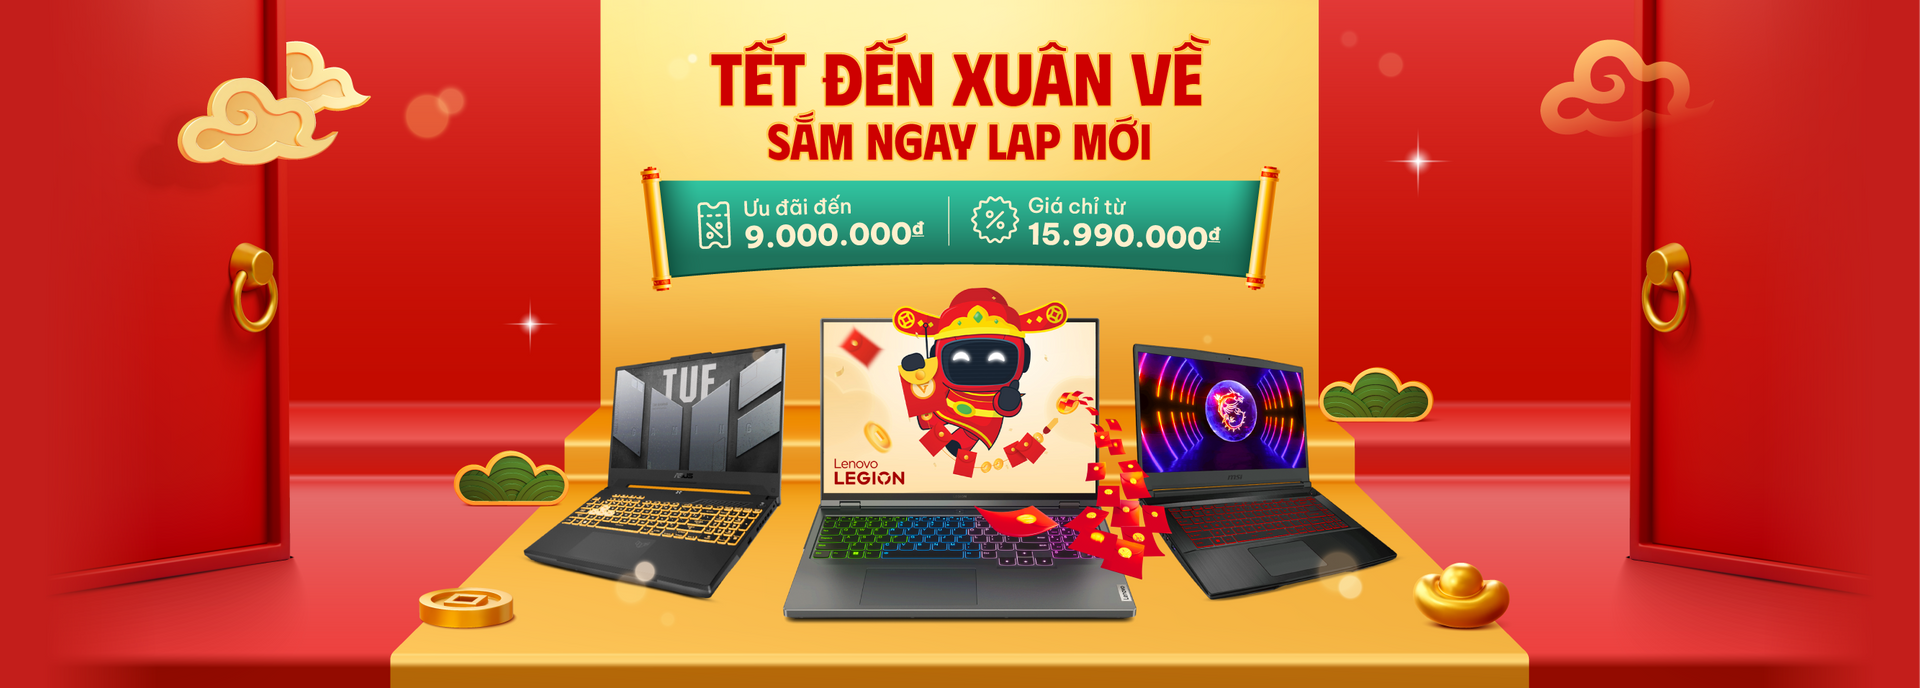 TẾT ĐẾN XUÂN VỀ
SẮM NGAY LAP MỚI
Ưu đãi đến
9.000.000đ
Giá chỉ từ
15.990.000đ
TUF
Lenovo
LEGION